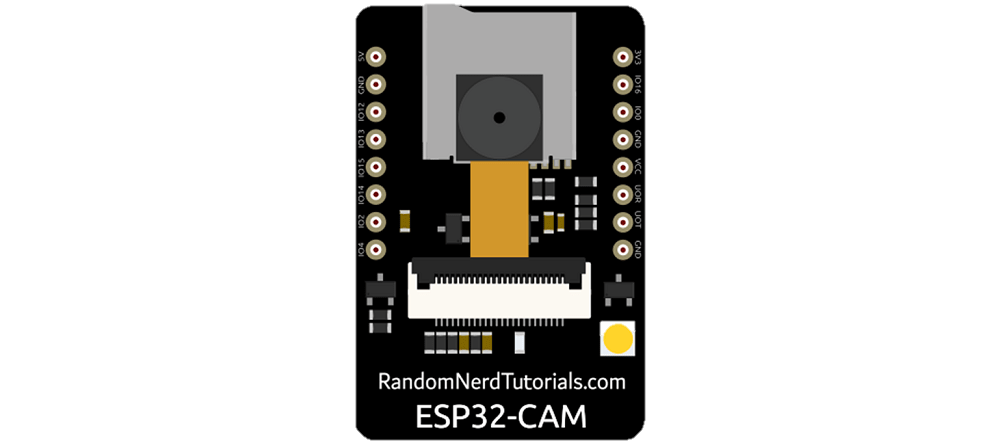 5V
GND
IO12
IO13
IO15
IO14
IO2
IO4
3V3
IO16
IO0
GND
VCC
UOR
UOT
GND
RandomNerdTutorials.com
ESP32-CAM